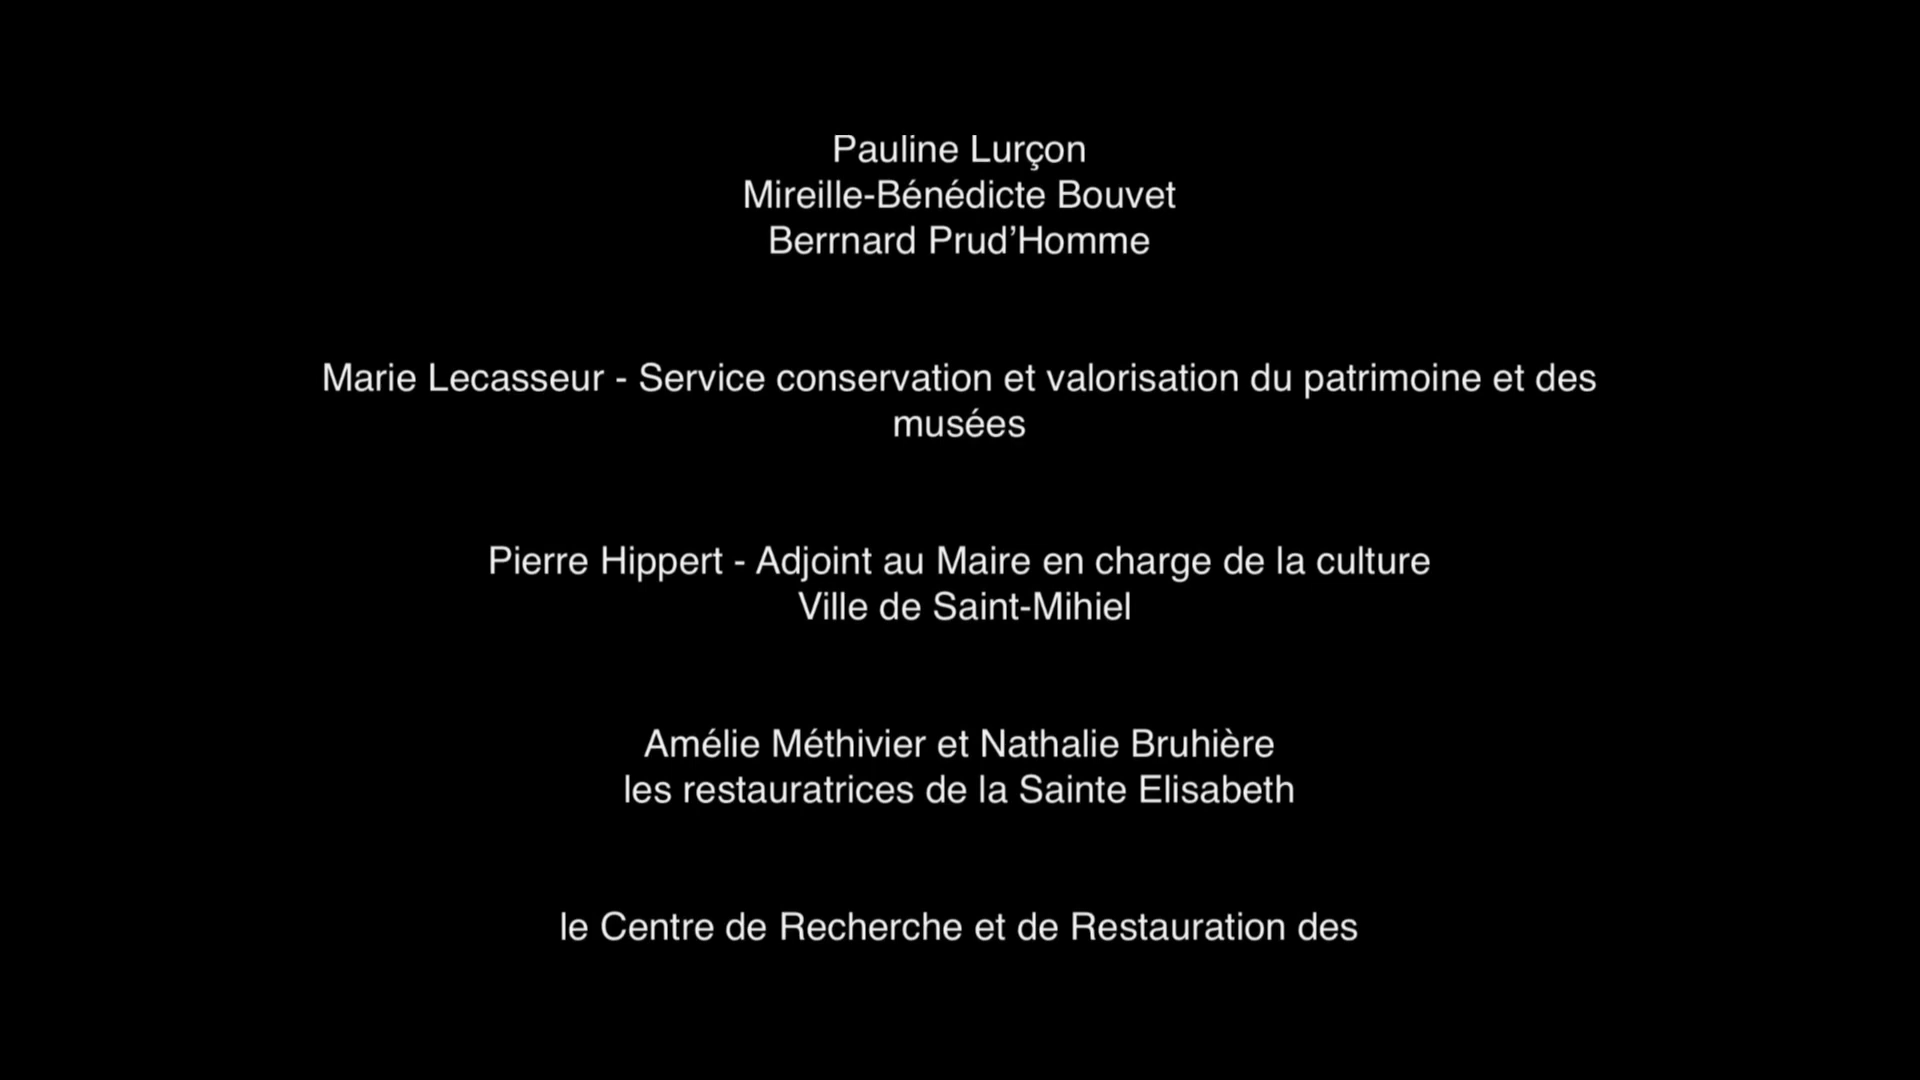 Pauline Lurçon
Mireille-Bénédicte Bouvet
Berrnard Prud’Homme
Marie Lecasseur - Service conservation et valorisation du patrimoine et des
musées
Pierre Hippert - Adjoint au Maire en charge de la culture
Ville de Saint-Mihiel
Amélie Méthivier et Nathalie Bruhière
les restauratrices de la Sainte Elisabeth
le Centre de Recherche et de Restauration des